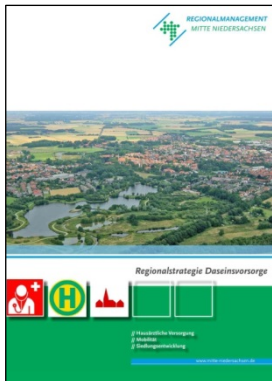 REGIONALMANAGEMENT
MITTE NIEDERSACHSEN
Regionalstrategie Daseinsvorsorge
H
// Hausärztliche Versorgung
// Mobilität
// Siedlungsentwicklung
www.mitte-niedersachsen.de